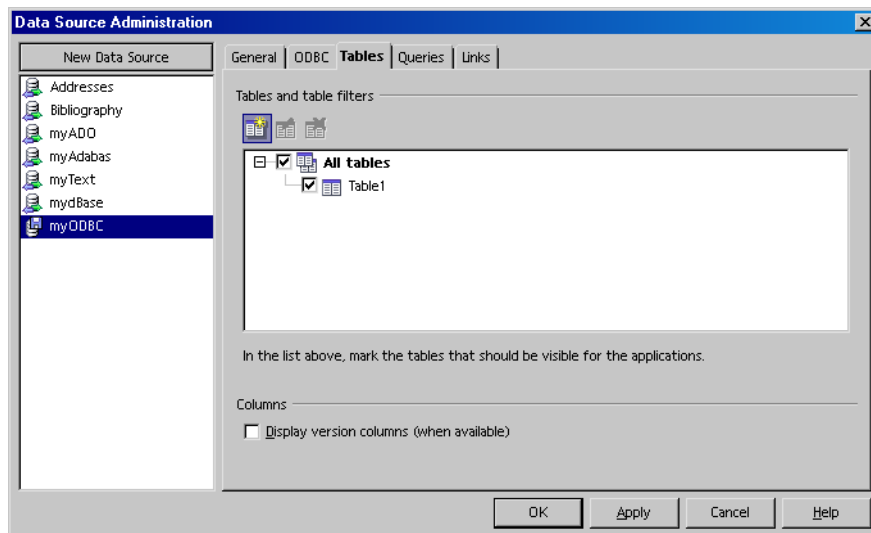 Data Source Administration
New Data Source
Addresses
Bibliography
myADO
myAdabas
myText
mydBase
myODBC
General ODBC Tables Queries Links
Tables and table filters
All tables
Table1
In the list above, mark the tables that should be visible for the applications.
Columns
Display version columns (when available)
OK Apply Cancel Help